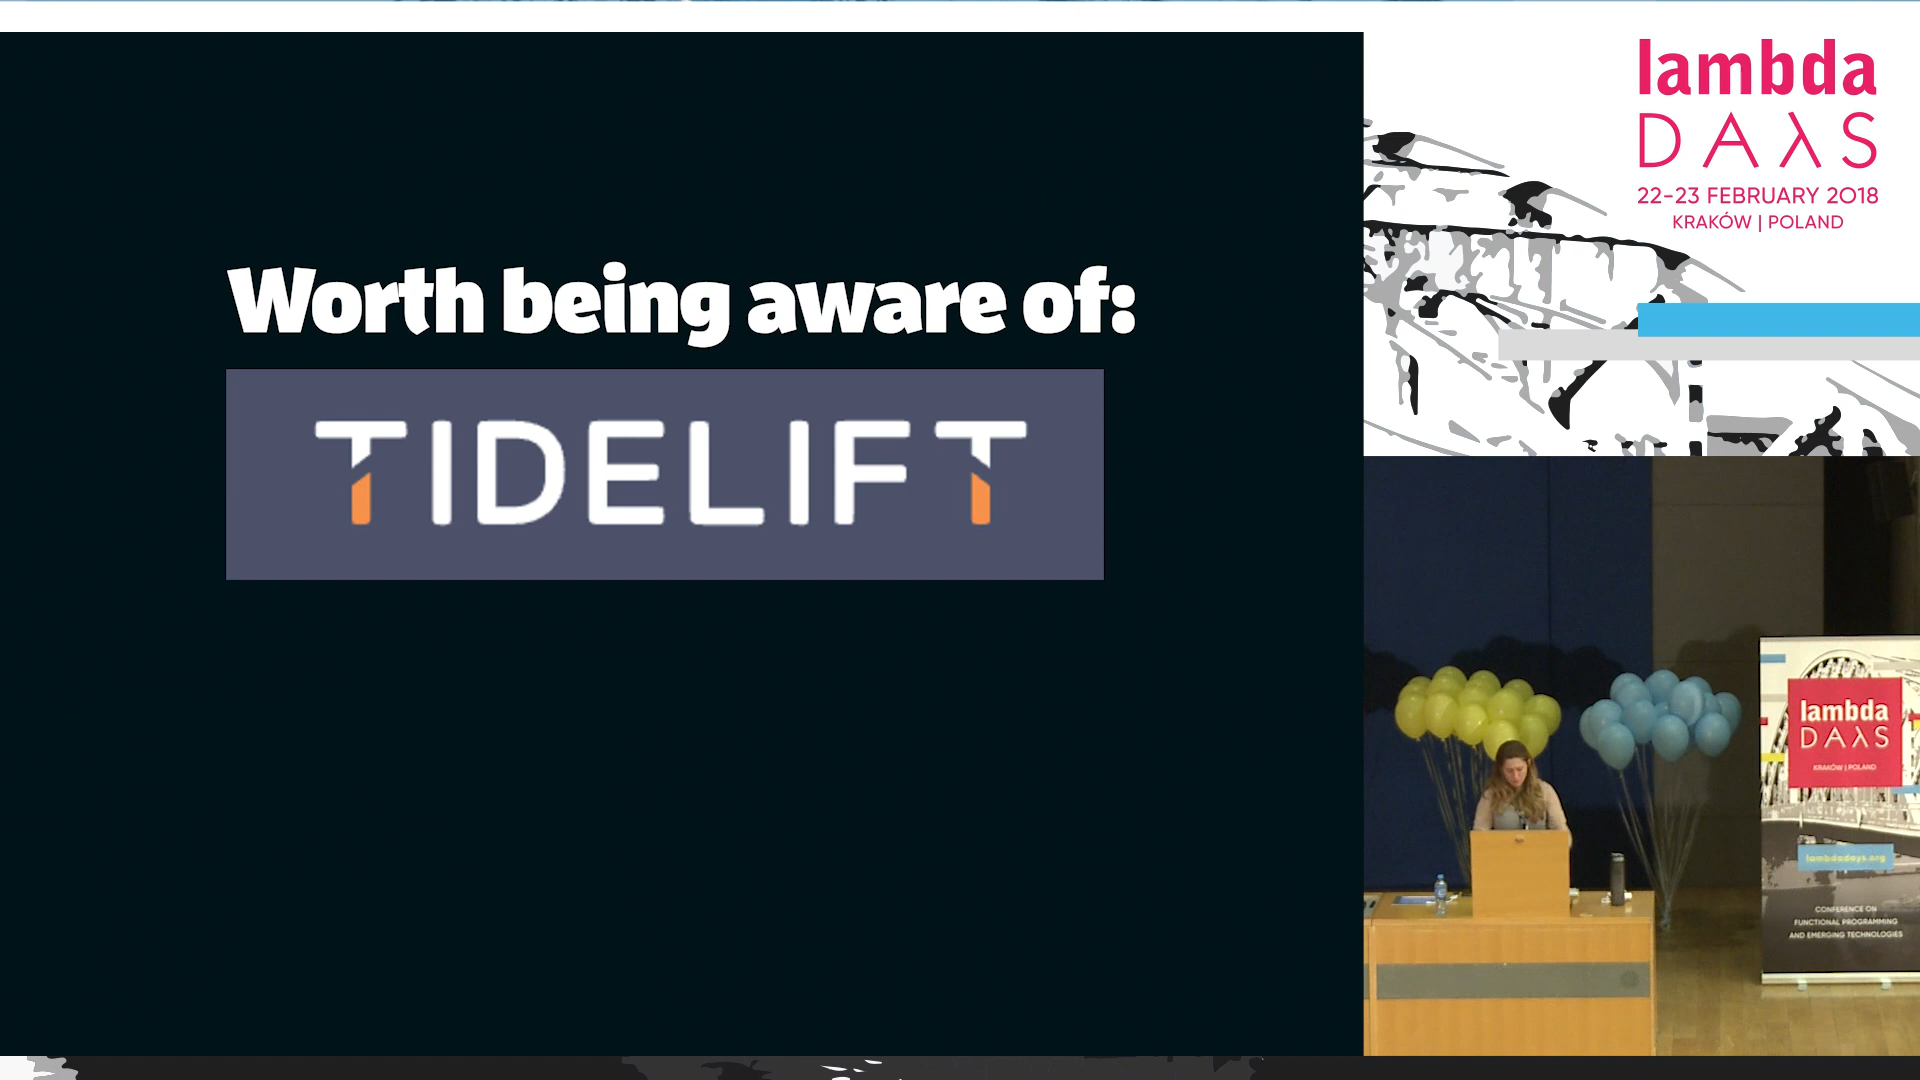 Worth being aware of:
TIDELIFT
lambda
DAλS
22-23 FEBRUARY 2018
KRAKÓW | POLAND
lambda
DAλS
KRAKÓW | POLAND
lambdadays.org
CONFERENCE ON
FUNCTIONAL PROGRAMMING
AND EMERGING TECHNOLOGIES